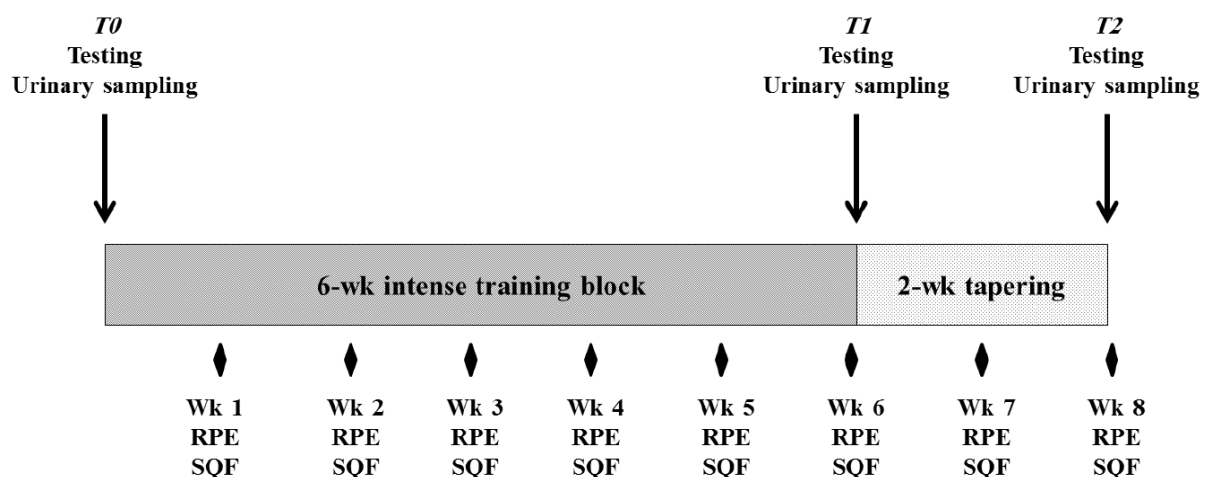 T0
Testing
Urinary sampling
T1
Testing
Urinary sampling
T2
Testing
Urinary sampling
6-wk intense training block
2-wk tapering
Wk 1
RPE
SQF
Wk 2
RPE
SQF
Wk 3
RPE
SQF
Wk 4
RPE
SQF
Wk 5
RPE
SQF
Wk 6
RPE
SQF
Wk 7
RPE
SQF
Wk 8
RPE
SQF